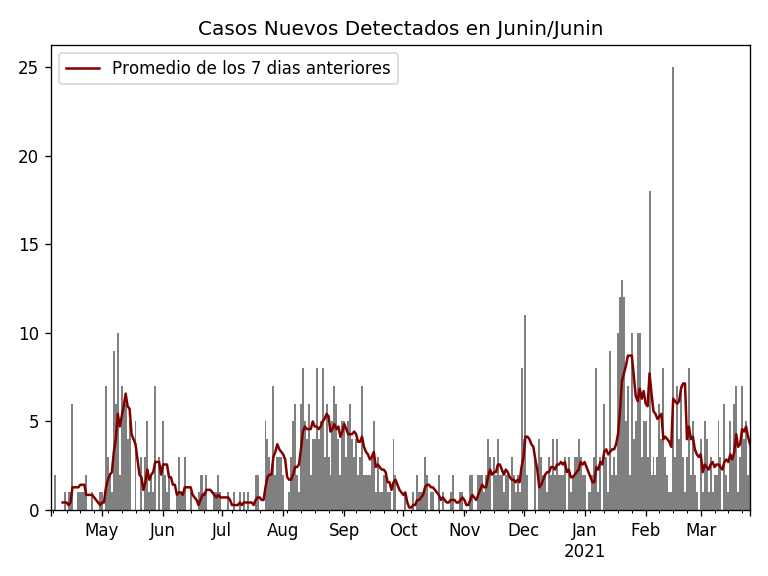 Casos Nuevos Detectados en Junin/Junin
Promedio de los 7 dias anteriores
25
20
15
10
5
0
May Jun Jul Aug Sep Oct Nov Dec Jan Feb Mar
2021